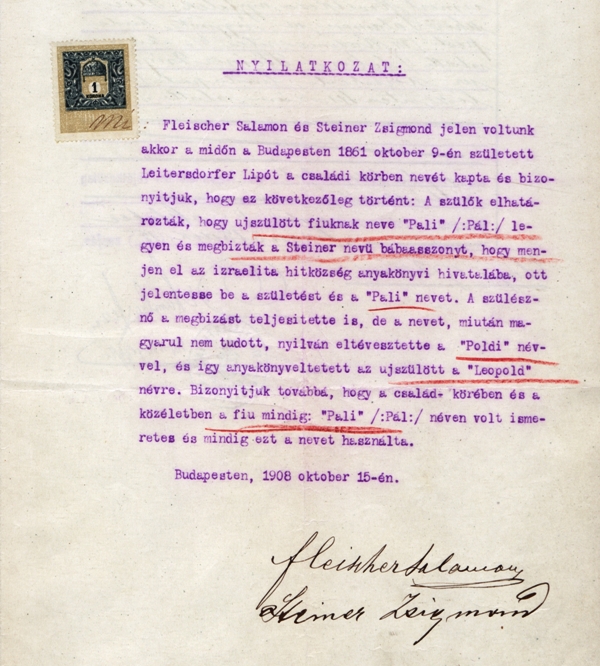 1
NYILATKOZAT:
Fleischer Salamon és Steiner Zsigmond jelen voltunk
akkor a midőn a Budapesten 1861 oktober 9-én született
Leitersdorfer Lipót a családi körben nevét kapta és bizo-
nyitjuk, hogy ez következőleg történt: A szülők elhatá-
rozták, hogy ujszülött fiuknak neve "Pali" /:Pál:/ le-
gyen és megbizták a Steiner nevü bábaasszonyt, hogy men-
jen el az izraelita hitközség anyakönyvi hivatalába, ott
jelentesse be a születést és a "Pali" nevet. A szülész-
nő a megbizást teljesitette is, de a nevet, miután ma-
gyarul nem tudott, nyilván eltévesztette a "Poldi" név-
vel, és igy anyakönyveltetett az ujszülött a "Leopold"
névre. Bizonyitjuk továbbá, hogy a család- körében és a
közéletben a fiu mindig: "Pali" /:Pál:/ néven volt isme-
retes és mindig ezt a nevet használta.
Budapesten, 1908 oktober 15-én.
Fleischer Salamon
Steiner Zsigmond